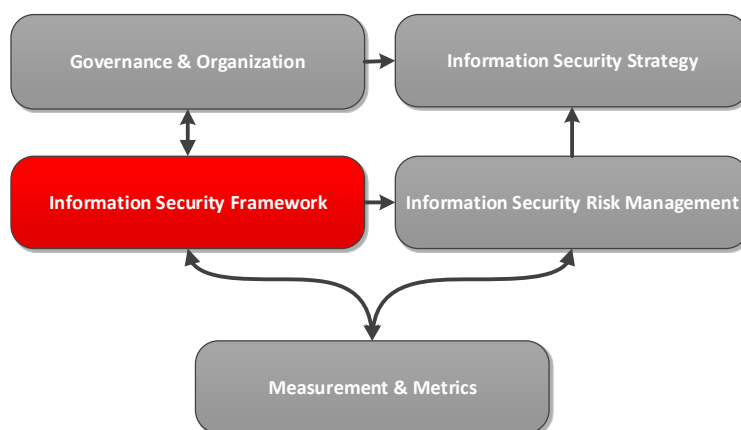 Governance & Organization
Information Security Strategy
Information Security Framework
Information Security Risk Management
Measurement & Metrics